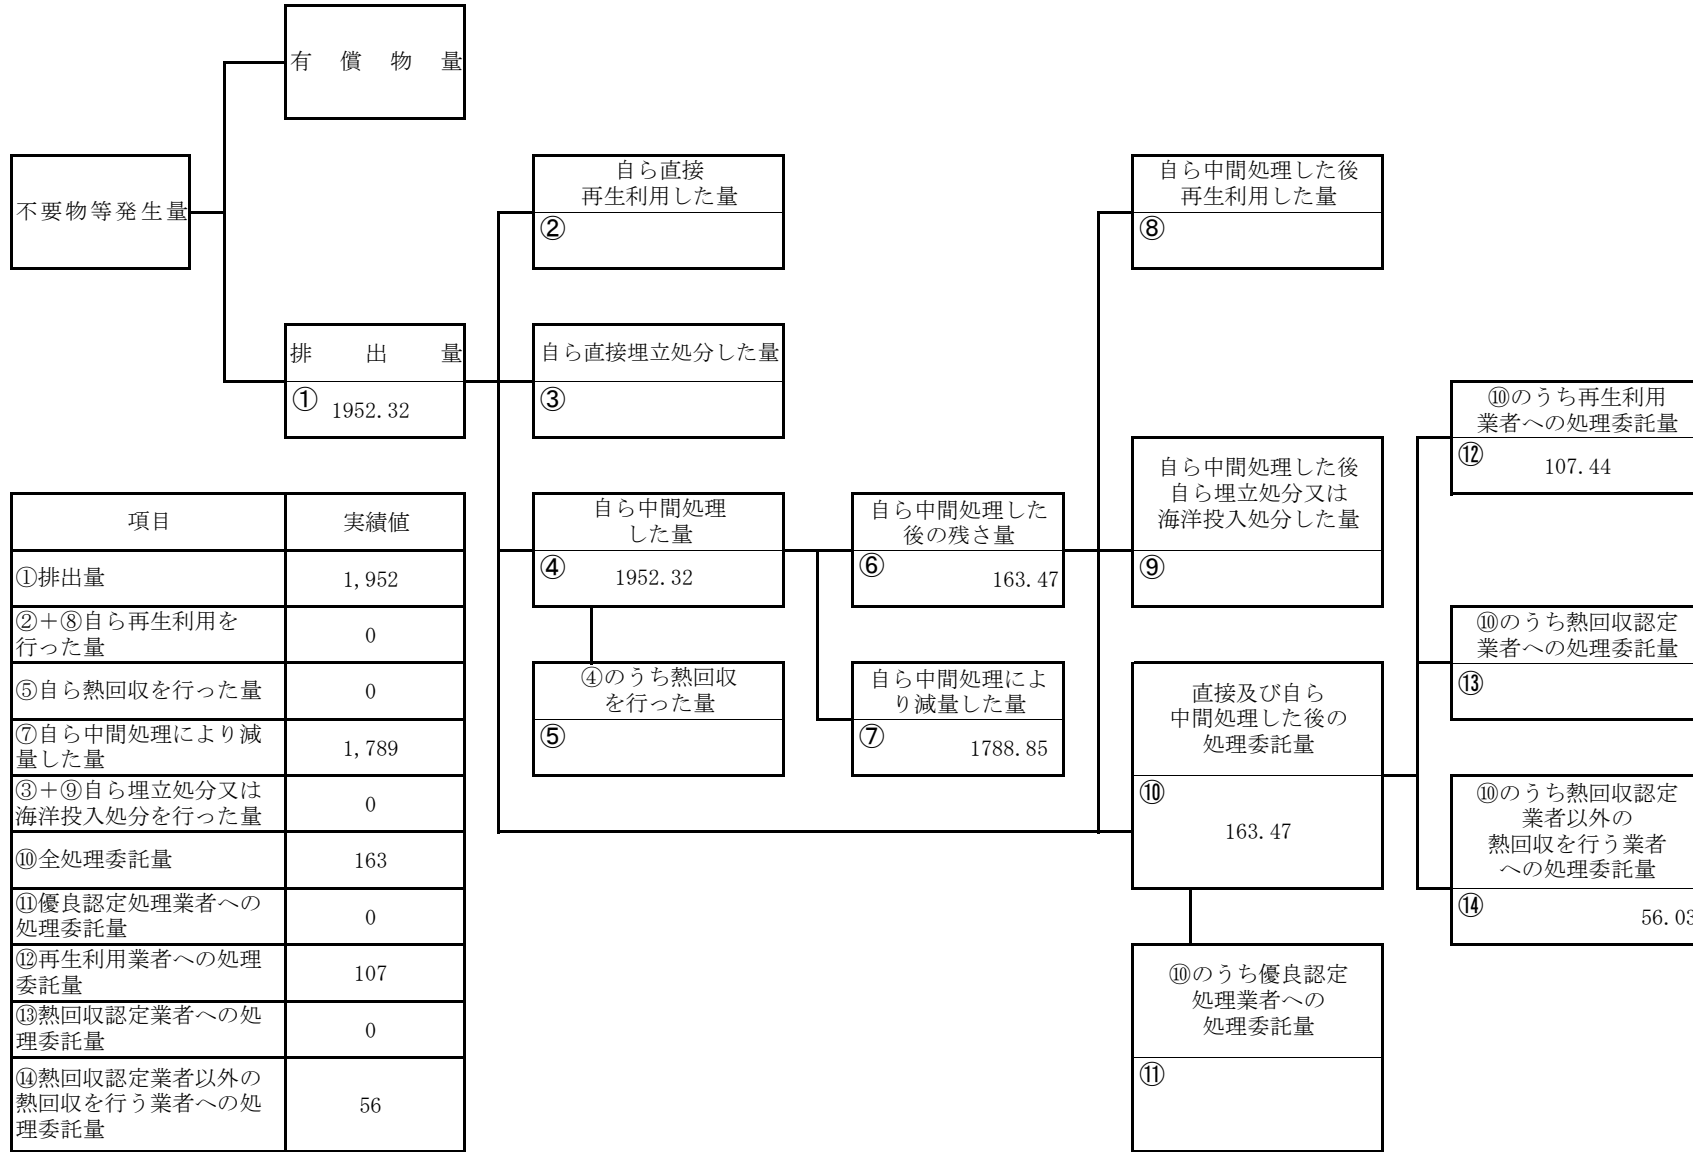 有償物量
不要物等発生量
自ら直接
再生利用した量
②
自ら中間処理した後
再生利用した量
⑧
排出量
① 1952.32
自ら直接埋立処分した量
③
⑩のうち再生利用
業者への処理委託量
⑫ 107.44
自ら中間処理
した量
④ 1952.32
自ら中間処理した
後の残さ量
⑥ 163.47
自ら中間処理した後
自ら埋立処分又は
海洋投入処分した量
⑨
⑩のうち熱回収認定
業者への処理委託量
⑬
④のうち熱回収
を行った量
⑤
自ら中間処理によ
り減量した量
⑦ 1788.85
直接及び自ら
中間処理した後の
処理委託量
⑩
163.47
⑩のうち熱回収認定
業者以外の
熱回収を行う業者
への処理委託量
⑭ 56.03
⑩のうち優良認定
処理業者への
処理委託量
⑪
項目 実績値
①排出量 1,952
②＋⑧自ら再生利用を
行った量 0
⑤自ら熱回収を行った量 0
⑦自ら中間処理により減
量した量 1,789
③＋⑨自ら埋立処分又は
海洋投入処分を行った量 0
⑩全処理委託量 163
⑪優良認定処理業者への
処理委託量 0
⑫再生利用業者への処理
委託量 107
⑬熱回収認定業者への処
理委託量 0
⑭熱回収認定業者以外の
熱回収を行う業者への処
理委託量 56